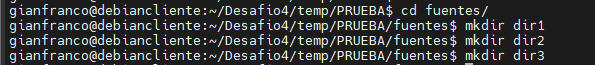 gianfranco@debiancliente:~/Desafio4/temp/PRUEBA$ cd fuentes/
gianfranco@debiancliente:~/Desafio4/temp/PRUEBA/fuentes$ mkdir dir1
gianfranco@debiancliente:~/Desafio4/temp/PRUEBA/fuentes$ mkdir dir2
gianfranco@debiancliente:~/Desafio4/temp/PRUEBA/fuentes$ mkdir dir3